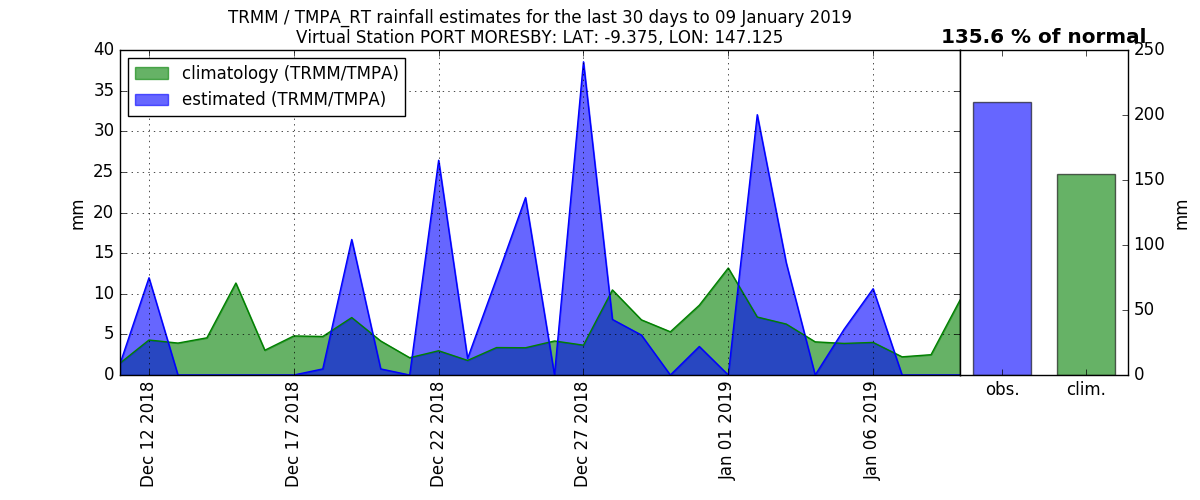 TRMM / TMPA_RT rainfall estimates for the last 30 days to 09 January 2019
Virtual Station PORT MORESBY: LAT: -9.375, LON: 147.125
135.6 % of normal
climatology (TRMM/TMPA)
estimated (TRMM/TMPA)
mm
40
35
30
25
20
15
10
5
0
Dec 12 2018
Dec 17 2018
Dec 22 2018
Dec 27 2018
Jan 01 2019
Jan 06 2019
250
200
150
100
50
0
mm
obs.
clim.